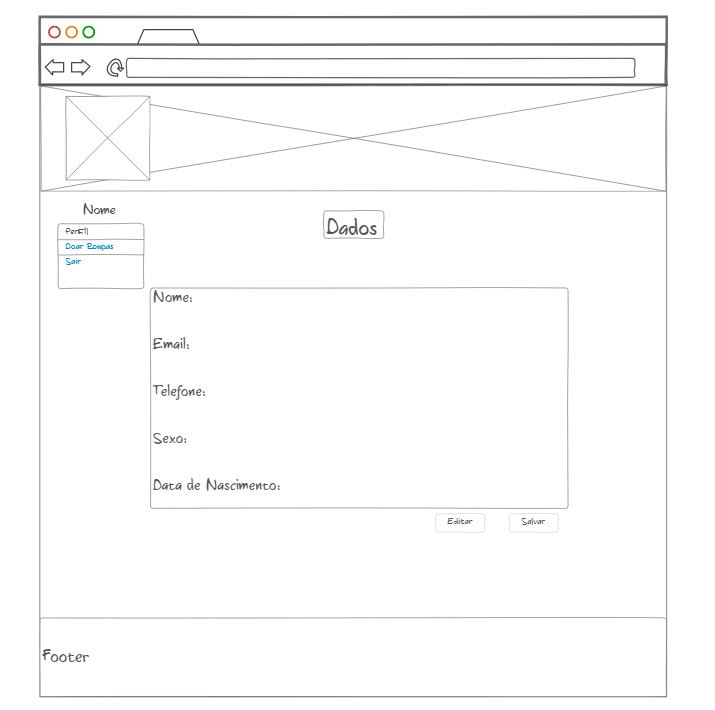 Nome
Dados
Perfil
Doar Roupas
Sair
Nome:
Email:
Telefone:
Sexo:
Data de Nascimento:
Editar
Salvar
Footer